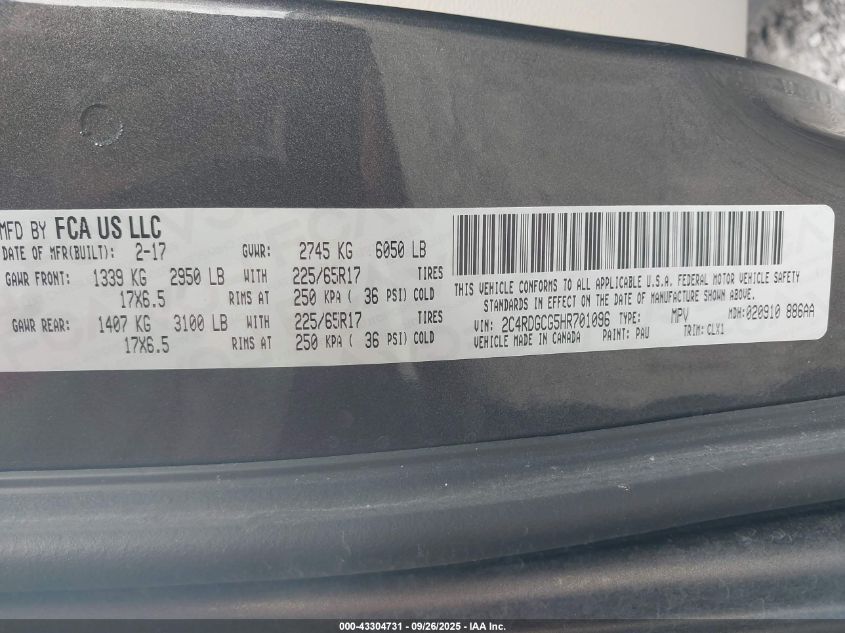 MFD BY FCA US LLC
DATE OF MFR(BUILT): 2-17 GVWR: 2745 KG 6050 LB
GAWR FRONT: 1339 KG 2950 LB WITH 225/65R17 TIRES
17X6.5 RIMS AT 250 KPA ( 36 PSI) COLD
GAWR REAR: 1407 KG 3100 LB WITH 225/65R17 TIRES
17X6.5 RIMS AT 250 KPA ( 36 PSI) COLD
THIS VEHICLE CONFORMS TO ALL APPLICABLE U.S.A. FEDERAL MOTOR VEHICLE SAFETY
STANDARDS IN EFFECT ON THE DATE OF MANUFACTURE SHOWN ABOVE.
VIN: 2C4RDGCG5HR701096 TYPE: MPV MDH:020910 886AA
VEHICLE MADE IN CANADA PAINT: PAU TRIM: CLX1
000-43304731 - 09/26/2025 - IAA Inc.